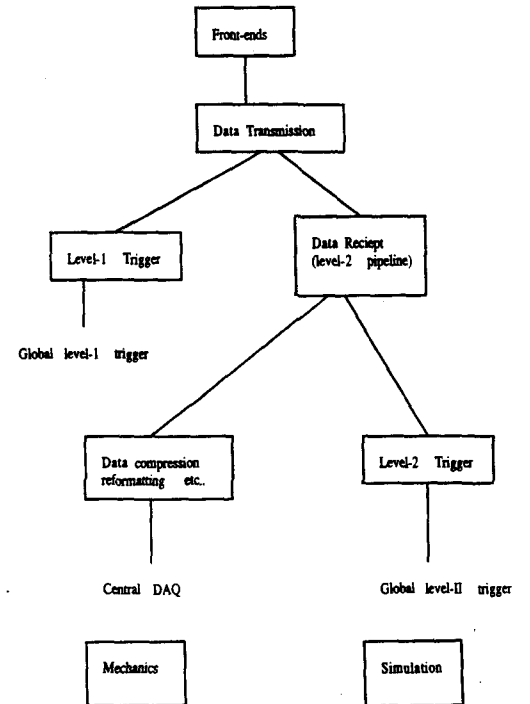 Front-ends
Data Transmission
Level-1 Trigger
Data Reciept
(level-2 pipeline)
Global level-1 trigger
Data compression
reformatting etc..
Level-2 Trigger
Central DAQ
Global level-II trigger
Mechanics
Simulation